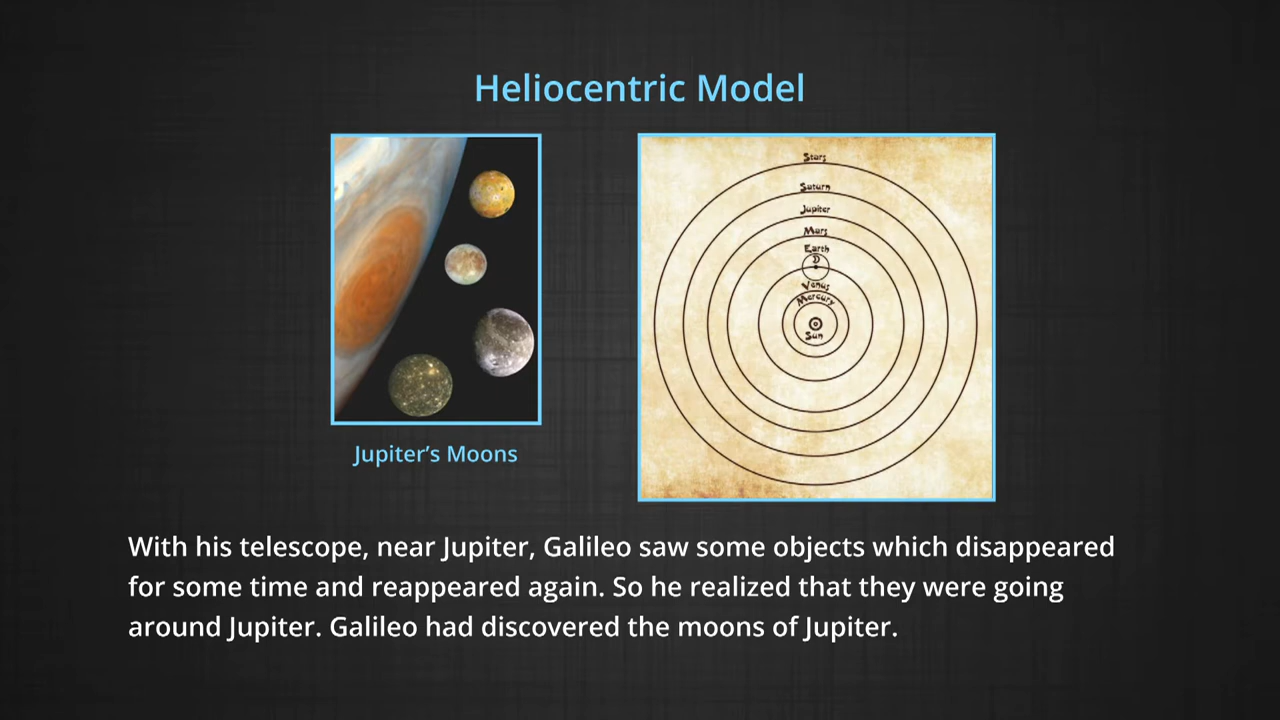 Heliocentric Model
Stars
Saturn
Jupiter
Mars
Earth
Venus
Mercury
Sun
Jupiter’s Moons
With his telescope, near Jupiter, Galileo saw some objects which disappeared
for some time and reappeared again. So he realized that they were going
around Jupiter. Galileo had discovered the moons of Jupiter.